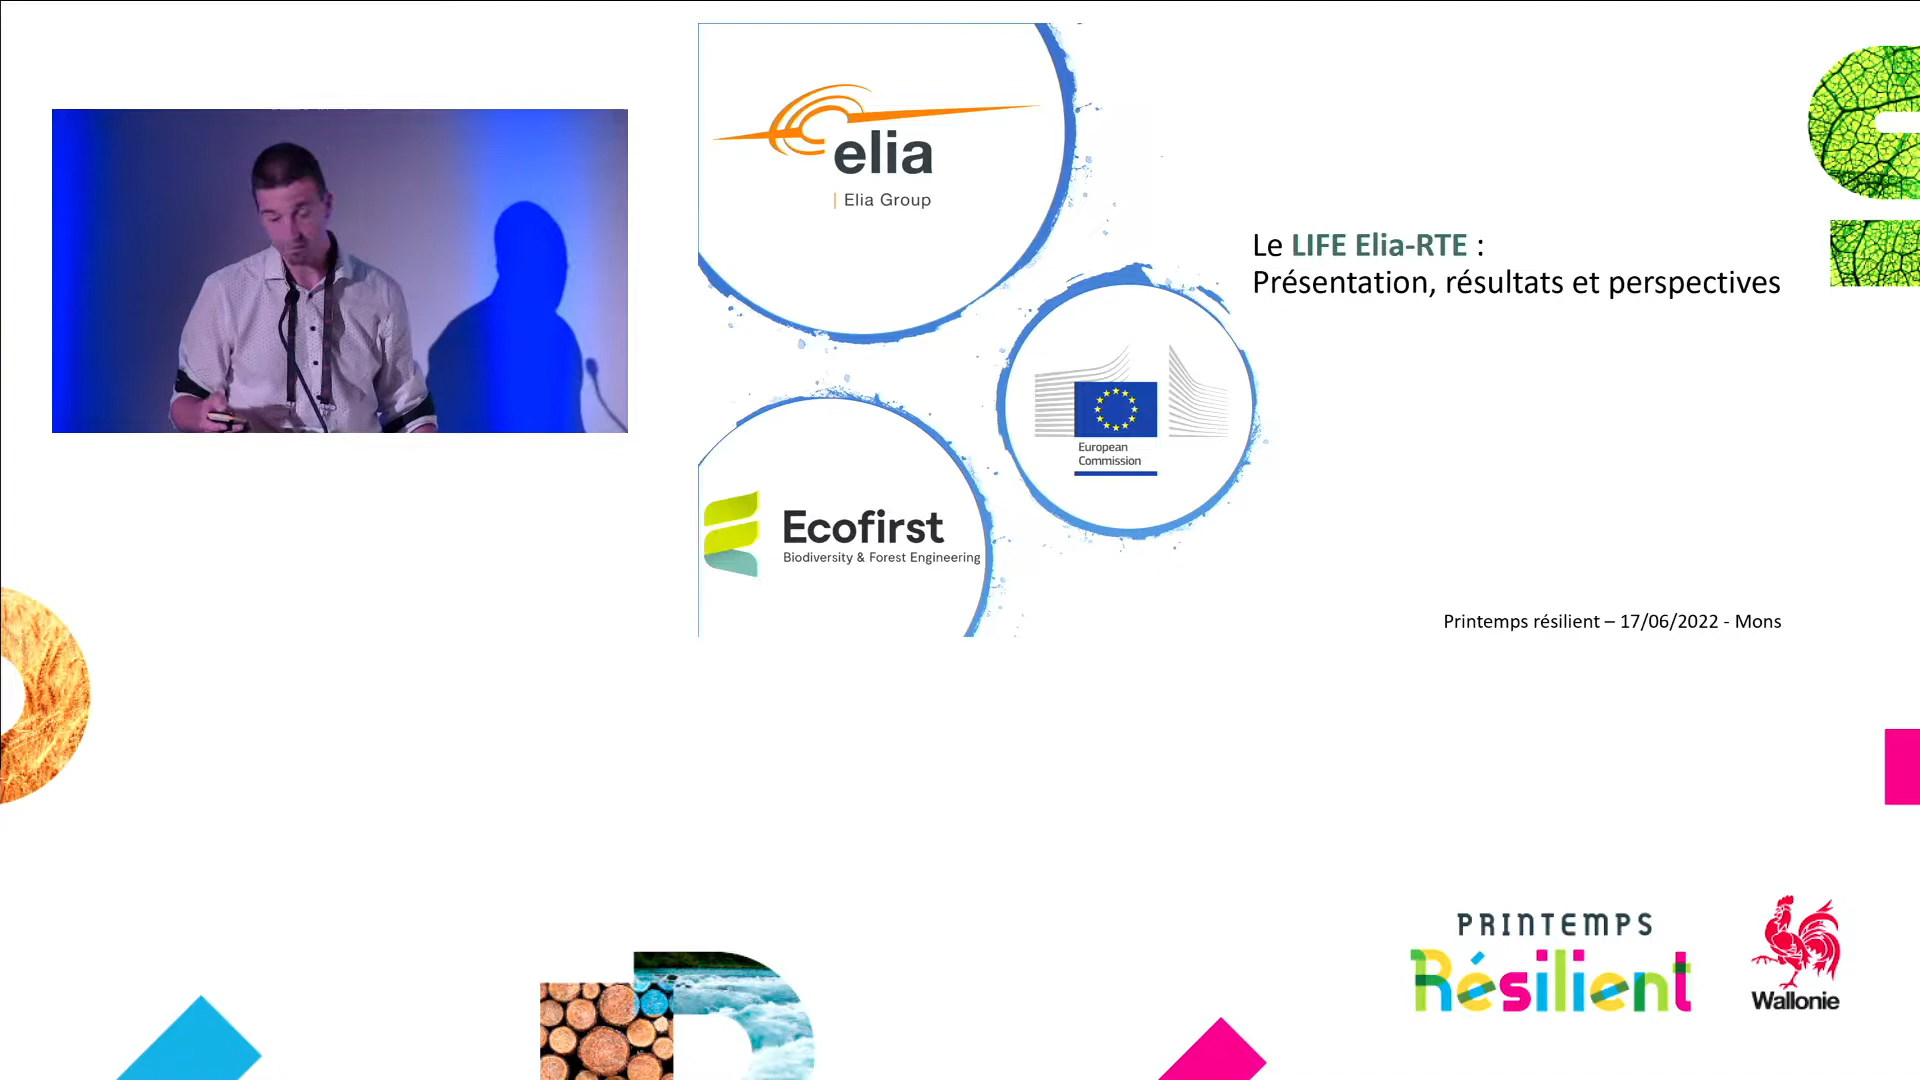 elia
Elia Group
Le LIFE Elia-RTE :
Présentation, résultats et perspectives
European
Commission
Ecofirst
Biodiversity & Forest Engineering
Printemps résilient – 17/06/2022 - Mons
PRINTEMPS
Résilient
Wallonie